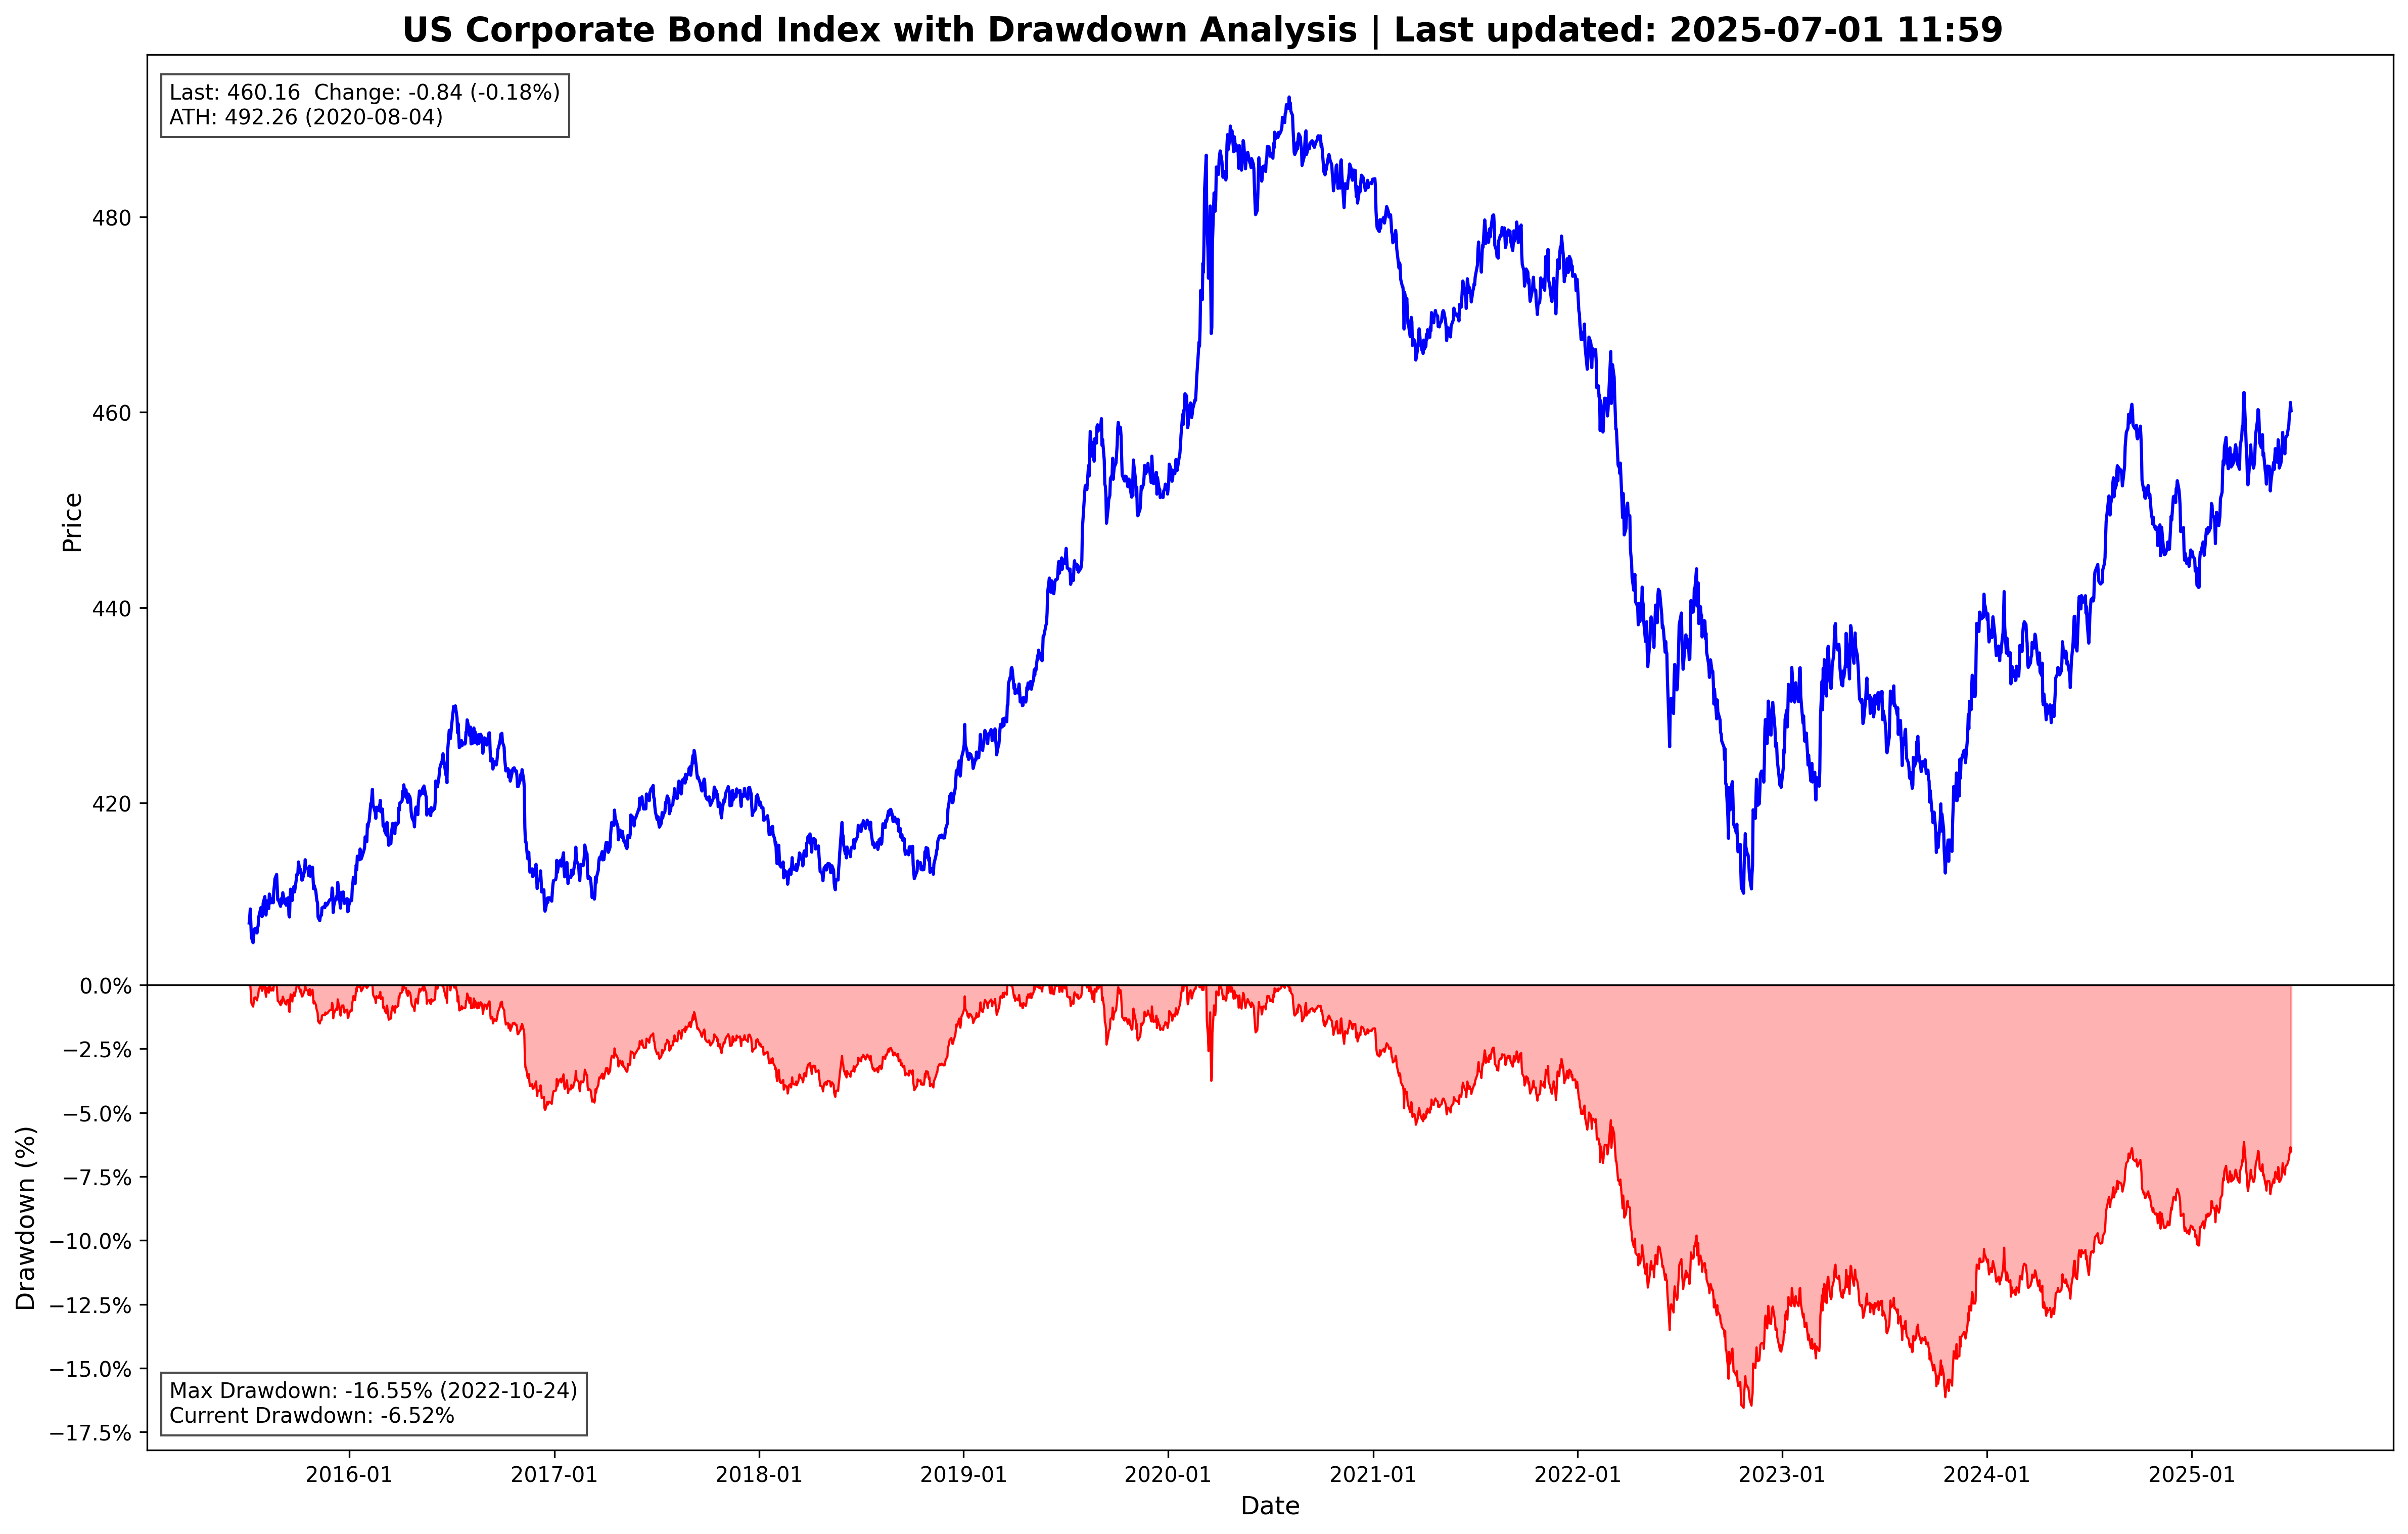 US Corporate Bond Index with Drawdown Analysis | Last updated: 2025-07-01 11:59
Last: 460.16  Change: -0.84 (-0.18%)
ATH: 492.26 (2020-08-04)
Price
480
460
440
420
Drawdown (%)
0.0%
−2.5%
−5.0%
−7.5%
−10.0%
−12.5%
−15.0%
−17.5%
Max Drawdown: -16.55% (2022-10-24)
Current Drawdown: -6.52%
2016-01 2017-01 2018-01 2019-01 2020-01 2021-01 2022-01 2023-01 2024-01 2025-01
Date